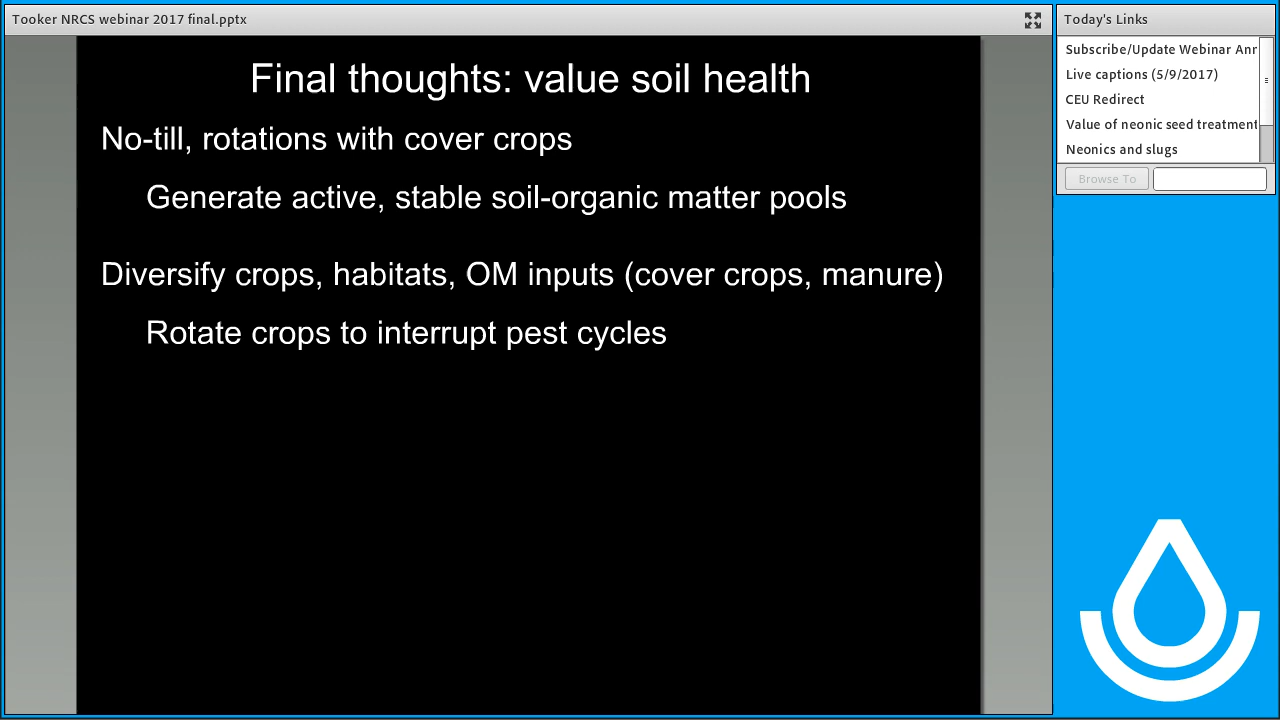 Tooker NRCS webinar 2017 final.pptx
Final thoughts: value soil health
No-till, rotations with cover crops
Generate active, stable soil-organic matter pools
Diversify crops, habitats, OM inputs (cover crops, manure)
Rotate crops to interrupt pest cycles
Today's Links
Subscribe/Update Webinar
Live captions (5/9/2017)
CEU Redirect
Value of neonic seed treatment
Neonics and slugs
Browse To